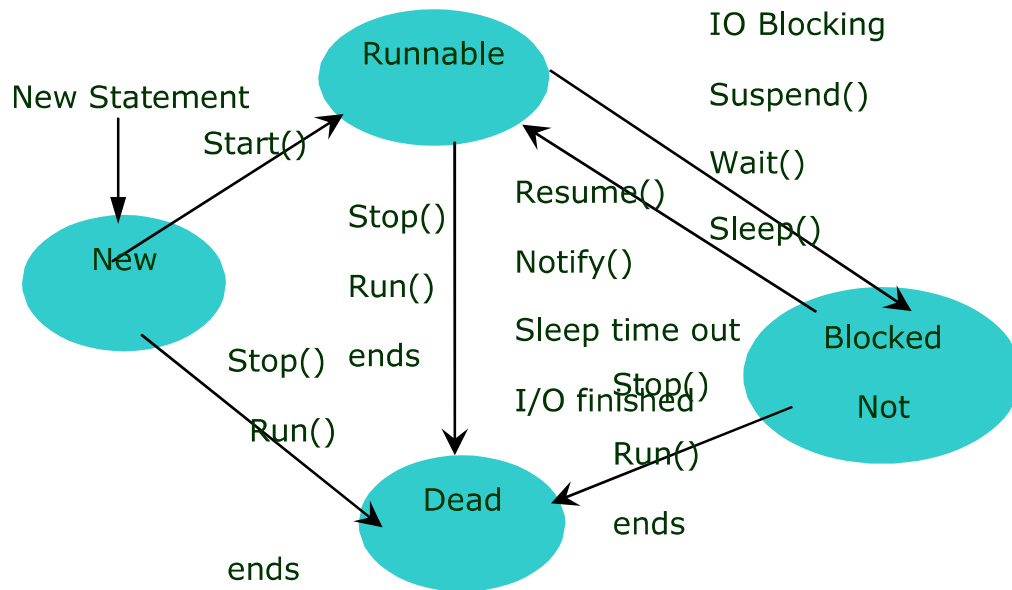 IO Blocking
Suspend()
Wait()
Sleep()
Runnable
New Statement
Start()
New
Resume()
Notify()
Sleep time out
I/O finished
Stop()
Run()
ends
Stop()
Run()
ends
Blocked
Not
Stop()
Run()
ends
Dead